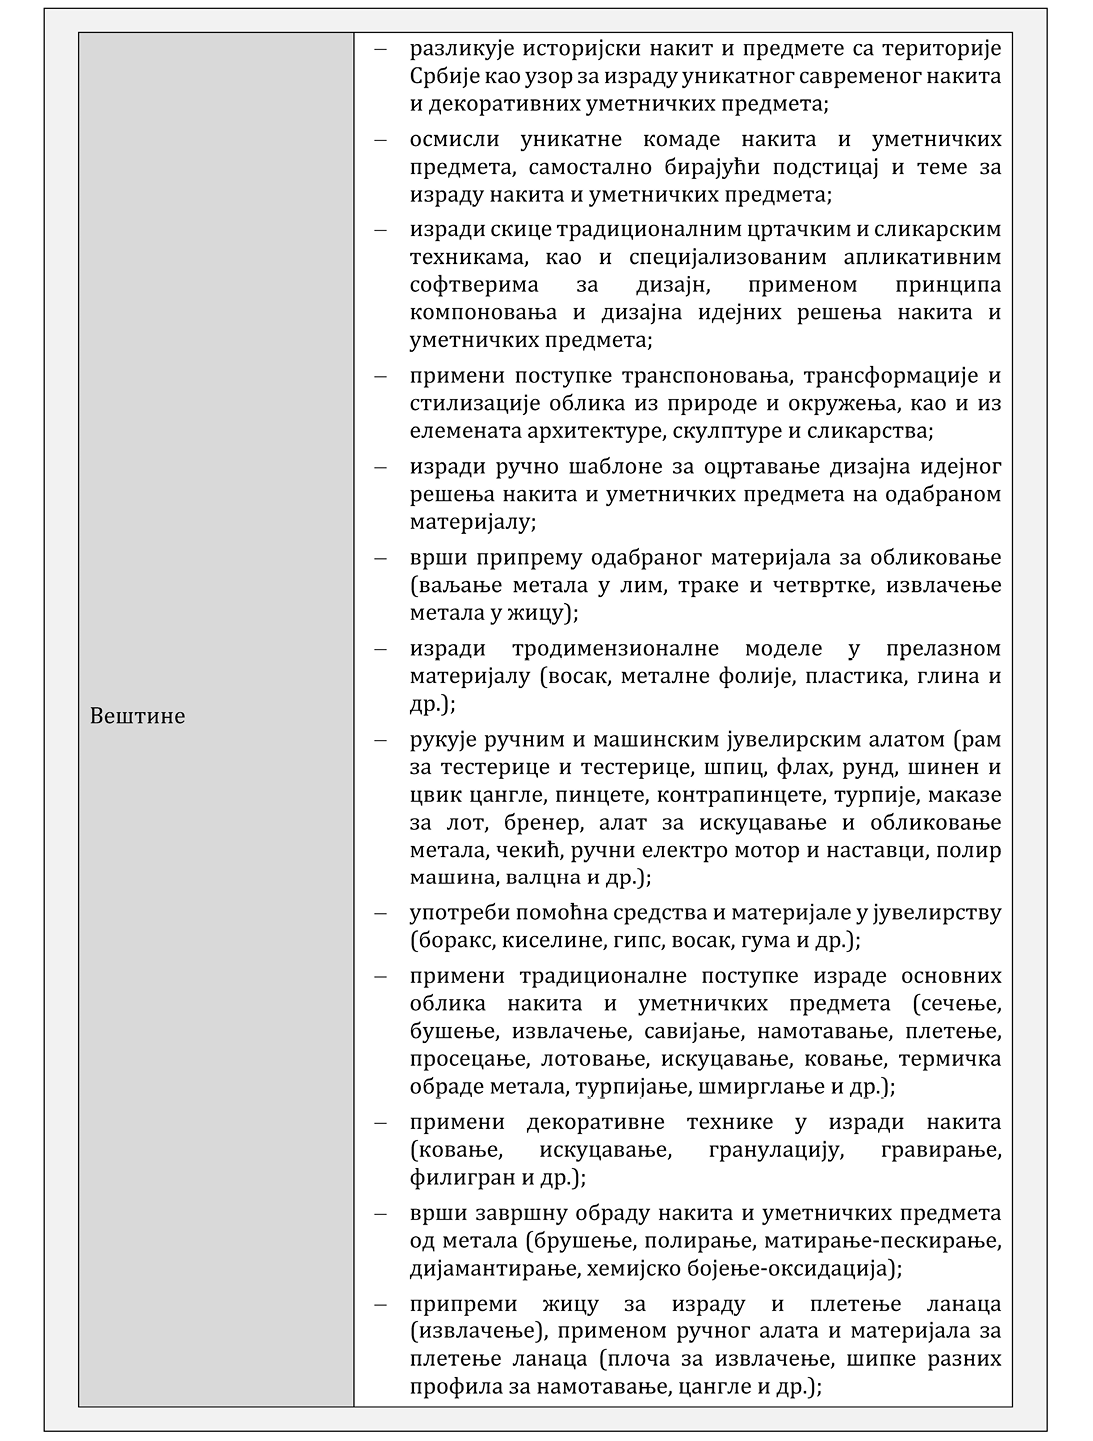 Вештине
– разликује историјски накит и предмете са територије
Србије као узор за израду уникатног савременог накита
и декоративних уметничких предмета;
– осмисли уникатне комаде накита и уметничких
предмета, самостално бирајући подстицај и теме за
израду накита и уметничких предмета;
– изради скице традиционалним цртачким и сликарским
техникама, као и специјализованим апликативним
софтверима за дизајн, применом принципа
компоновања и дизајна идејних решења накита и
уметничких предмета;
– примени поступке транспоновања, трансформације и
стилизације облика из природе и окружења, као и из
елемената архитектуре, скулптуре и сликарства;
– изради ручно шаблоне за оцртавање дизајна идејног
решења накита и уметничких предмета на одабраном
материјалу;
– врши припрему одабраног материјала за обликовање
(ваљање метала у лим, траке и четвртке, извлачење
метала у жицу);
– изради тродимензионалне моделе у прелазном
материјалу (восак, металне фолије, пластика, глина и
др.);
– рукује ручним и машинским јувелирским алатом (рам
за тестерице и тестерице, шпиц, флах, рунд, шинен и
цвик цангле, пинцете, контрапинцете, турпије, маказе
за лот, бренер, алат за искуцавање и обликовање
метала, чекић, ручни електро мотор и наставци, полир
машина, валцна и др.);
– употреби помоћна средства и материјале у јувелирству
(боракс, киселине, гипс, восак, гума и др.);
– примени традиционалне поступке израде основних
облика накита и уметничких предмета (сечење,
бушење, извлачење, савијање, намотавање, плетење,
просецање, лотовање, искуцавање, ковање, термичка
обраде метала, турпијање, шмирглање и др.);
– примени декоративне технике у изради накита
(ковање, искуцавање, гранулацију, гравирање,
филигран и др.);
– врши завршну обраду накита и уметничких предмета
од метала (брушење, полирање, матирање-пескирање,
дијамантирање, хемијско бојење-оксидација);
– припреми жицу за израду и плетење ланаца
(извлачење), применом ручног алата и материјала за
плетење ланаца (плоча за извлачење, шипке разних
профила за намотавање, цангле и др.);